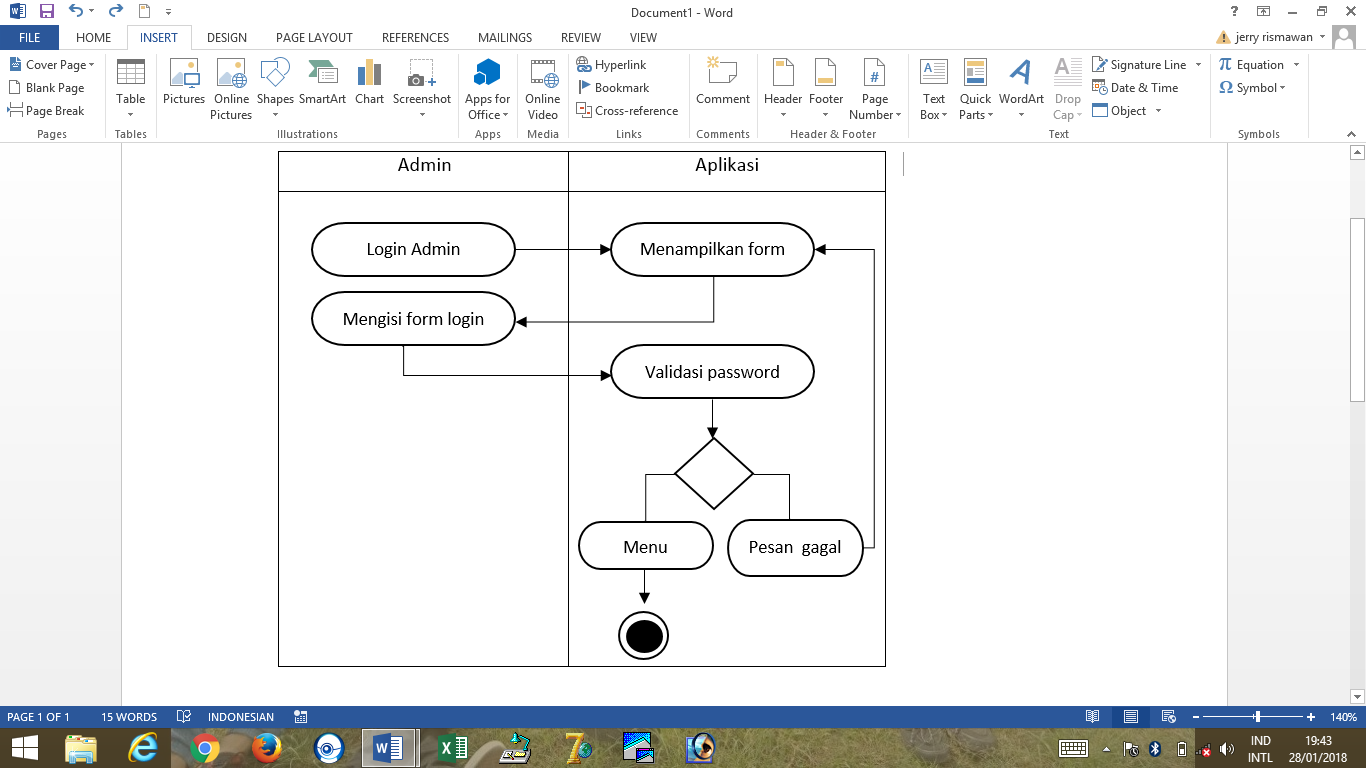 Document1 - Word
?
FILE
HOME
INSERT
DESIGN
PAGE LAYOUT
REFERENCES
MAILINGS
REVIEW
VIEW
jerry rismawan
Cover Page
Blank Page
Page Break
Pages
Table
Tables
Pictures
Online
Pictures
Shapes
SmartArt
Chart
Screenshot
Illustrations
Apps for
Office
Apps
Online
Video
Media
Hyperlink
Bookmark
Cross-reference
Links
Comment
Comments
Header
Footer
Page
Number
Header & Footer
Text
Box
Quick
Parts
WordArt
Drop
Cap
Signature Line
Date & Time
Object
Text
π Equation
Ω Symbol
Symbols
Admin
Aplikasi
Login Admin
Menampilkan form
Mengisi form login
Validasi password
Menu
Pesan gagal
PAGE 1 OF 1
15 WORDS
INDONESIAN
140%
IND
INTL
19:43
28/01/2018